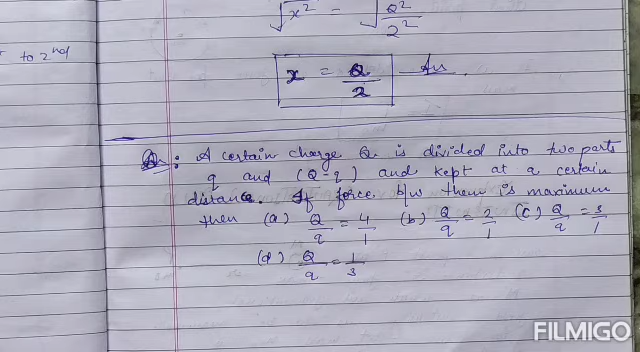 √x² = √Q²/2²
to 2nd
x = Q/2 Ans.
Q: A certain charge Q is divided into two parts
q and (Q-q) and kept at a certain
distance. If force b/w them is maximum
then (a) Q/q = 4/1 (b) Q/q = 2/1 (c) Q/q = 3/1
(d) Q/q = 1/3
FILMIGO